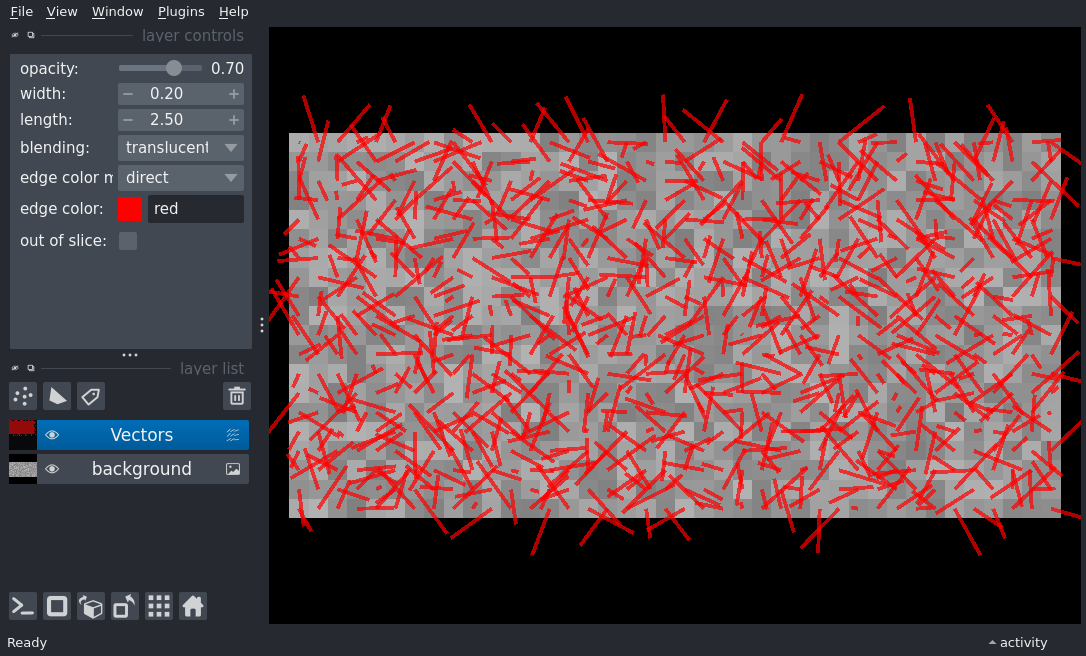 File View Window Plugins Help
layer controls
opacity: 0.70
width: 0.20
length: 2.50
blending: translucent
edge color m direct
edge color: red
out of slice:
layer list
Vectors
background
Ready
activity